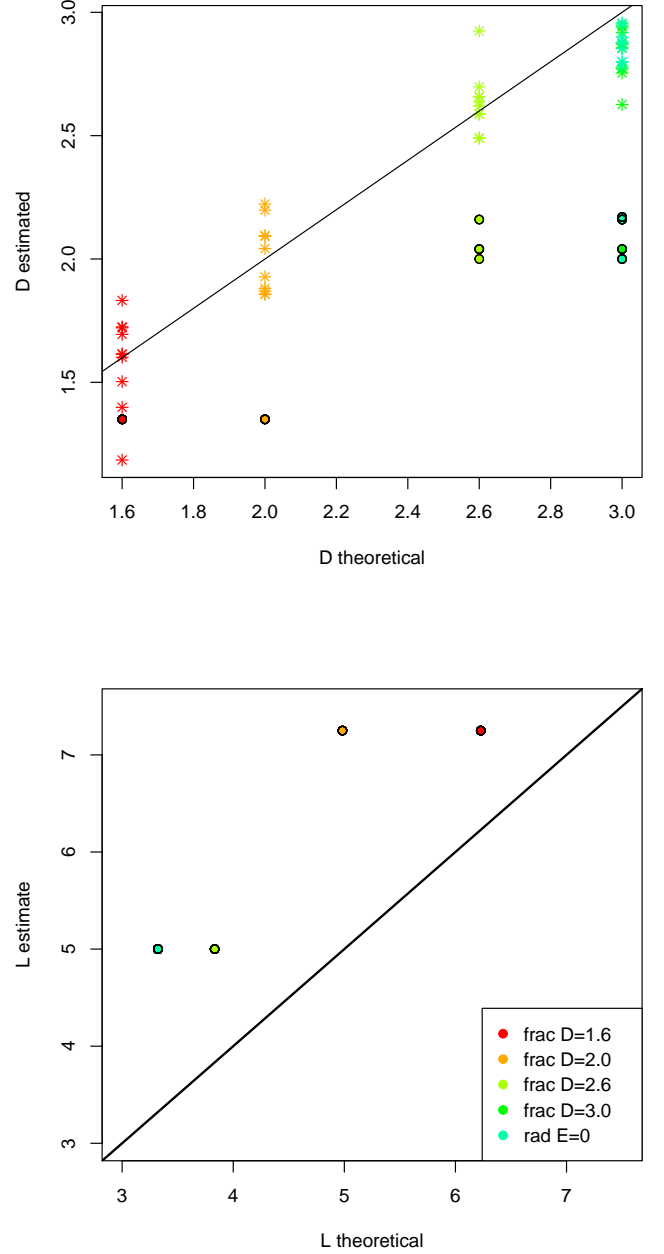 3.0
2.5
2.0
1.5
D estimated
1.6 1.8 2.0 2.2 2.4 2.6 2.8 3.0
D theoretical
7
6
5
4
3
L estimate
frac D=1.6
frac D=2.0
frac D=2.6
frac D=3.0
rad E=0
3 4 5 6 7
L theoretical